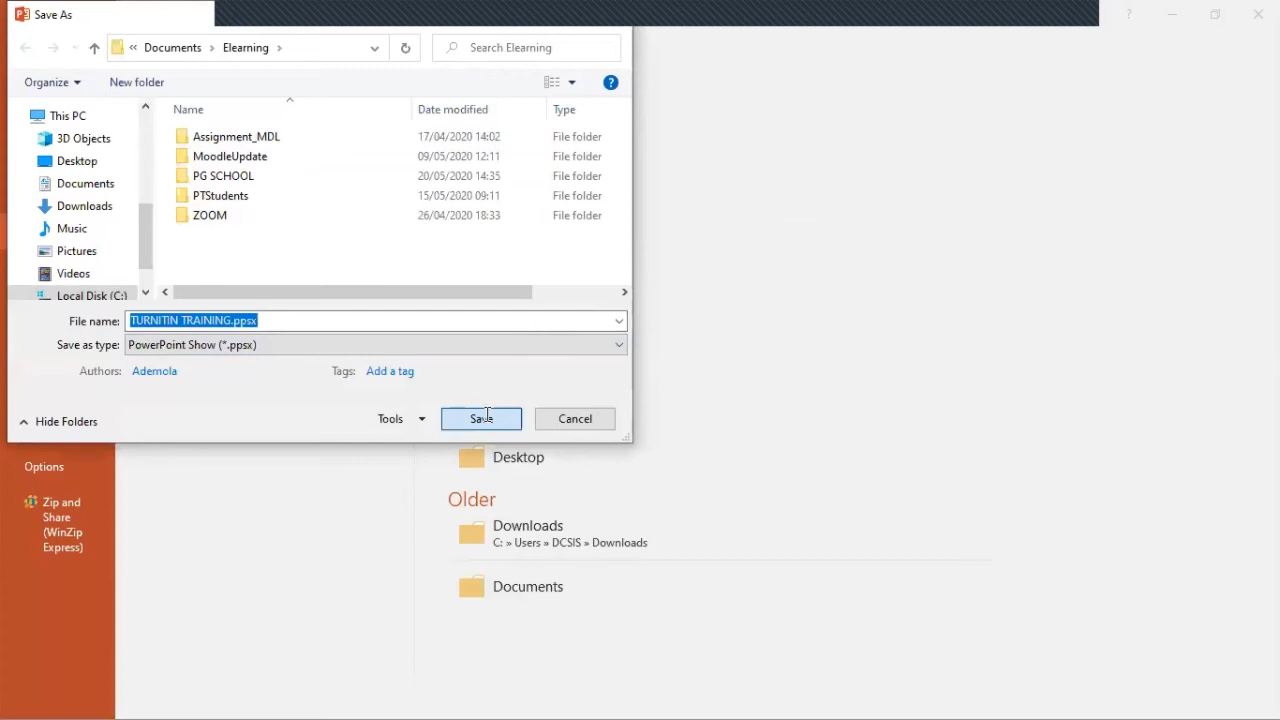 Save As
?
« Documents › Elearning ›
Search Elearning
Organize
New folder
?
This PC
3D Objects
Desktop
Documents
Downloads
Music
Pictures
Videos
Local Disk (C:)
Name
Date modified
Type
Assignment_MDL
17/04/2020 14:02
File folder
MoodleUpdate
09/05/2020 12:11
File folder
PG SCHOOL
20/05/2020 14:35
File folder
PTStudents
15/05/2020 09:11
File folder
ZOOM
26/04/2020 18:33
File folder
File name:
TURNITIN TRAINING.ppsx
Save as type:
PowerPoint Show (*.ppsx)
Authors:
Ademola
Tags:
Add a tag
Hide Folders
Tools
Save
Cancel
Options
Zip and
Share
(WinZip
Express)
Desktop
Older
Downloads
C: » Users » DCSIS » Downloads
Documents